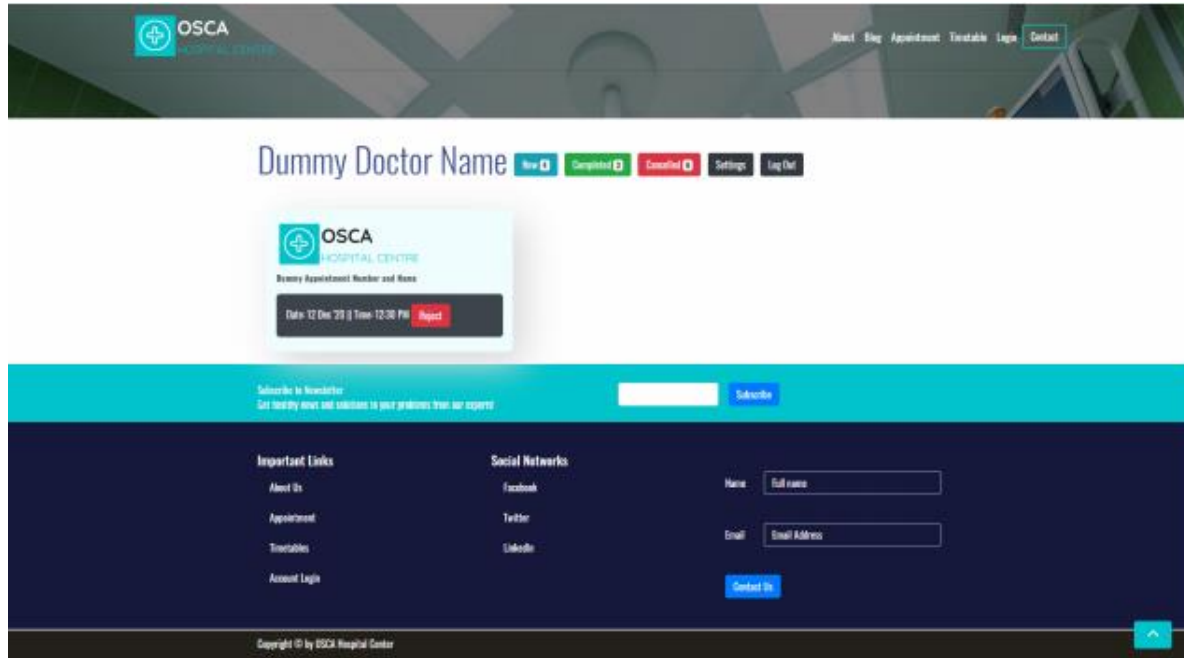 OSCA
HOSPITAL CENTRE
About Blog Appointment Timetable Login Contact
Dummy Doctor Name New Completed Cancelled Settings Log Out
OSCA
HOSPITAL CENTRE
Dummy Appointment Number and Name
Date: 12 Dec '20 || Time: 12:30 PM Reject
Subscribe to Newsletter
Get healthy news and solutions to your problems from our experts! Subscribe
Important Links
About Us
Appointment
Timetables
Account Login
Social Networks
Facebook
Twitter
LinkedIn
Name Full name
Email Email Address
Contact Us
Copyright © by OSCA Hospital Center